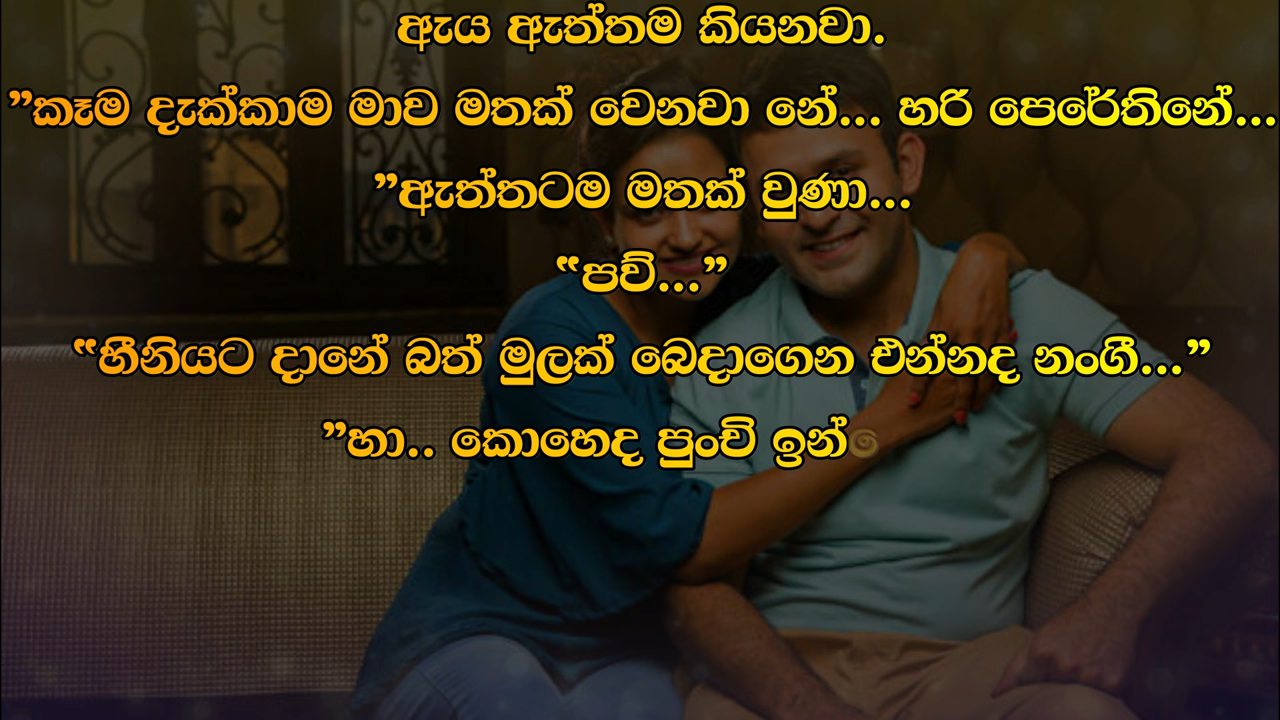 ඇය ඇත්තම කියනවා.
”කෑම දැක්කාම මාව මතක් වෙනවා නේ... හරි පෙරේතිනේ...
”ඇත්තටම මතක් වුණා...
“පව්...”
“හීනියට දානේ බත් මුලක් බෙදාගෙන එන්නද නංගී...”
”හා.. කොහෙද පුංචි ඉන්